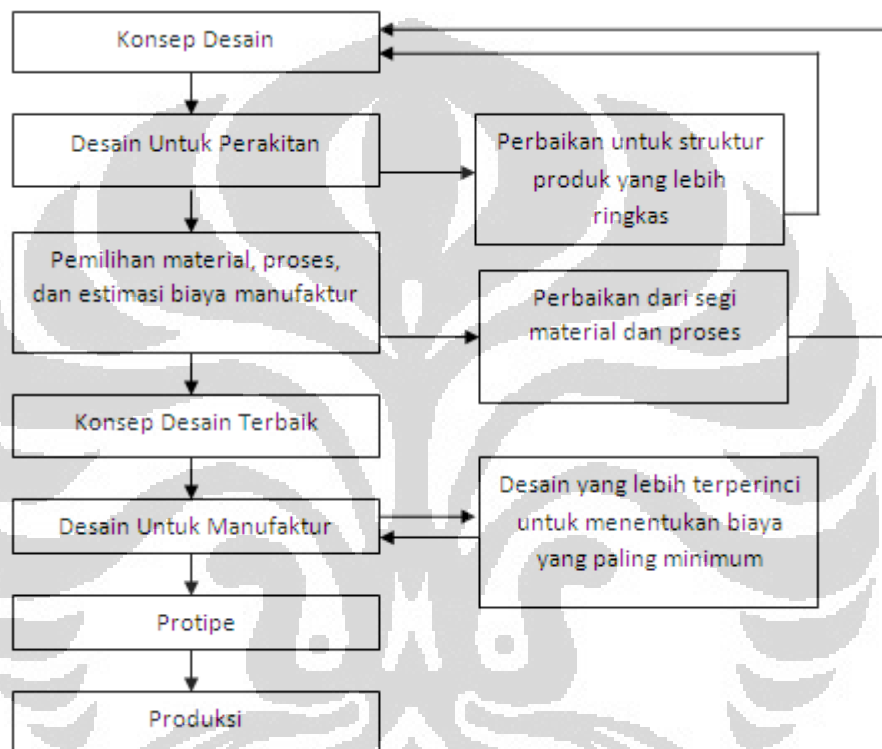 Konsep Desain
Desain Untuk Perakitan
Perbaikan untuk struktur
produk yang lebih
ringkas
Pemilihan material, proses,
dan estimasi biaya manufaktur
Perbaikan dari segi
material dan proses
Konsep Desain Terbaik
Desain Untuk Manufaktur
Desain yang lebih terperinci
untuk menentukan biaya
yang paling minimum
Protipe
Produksi